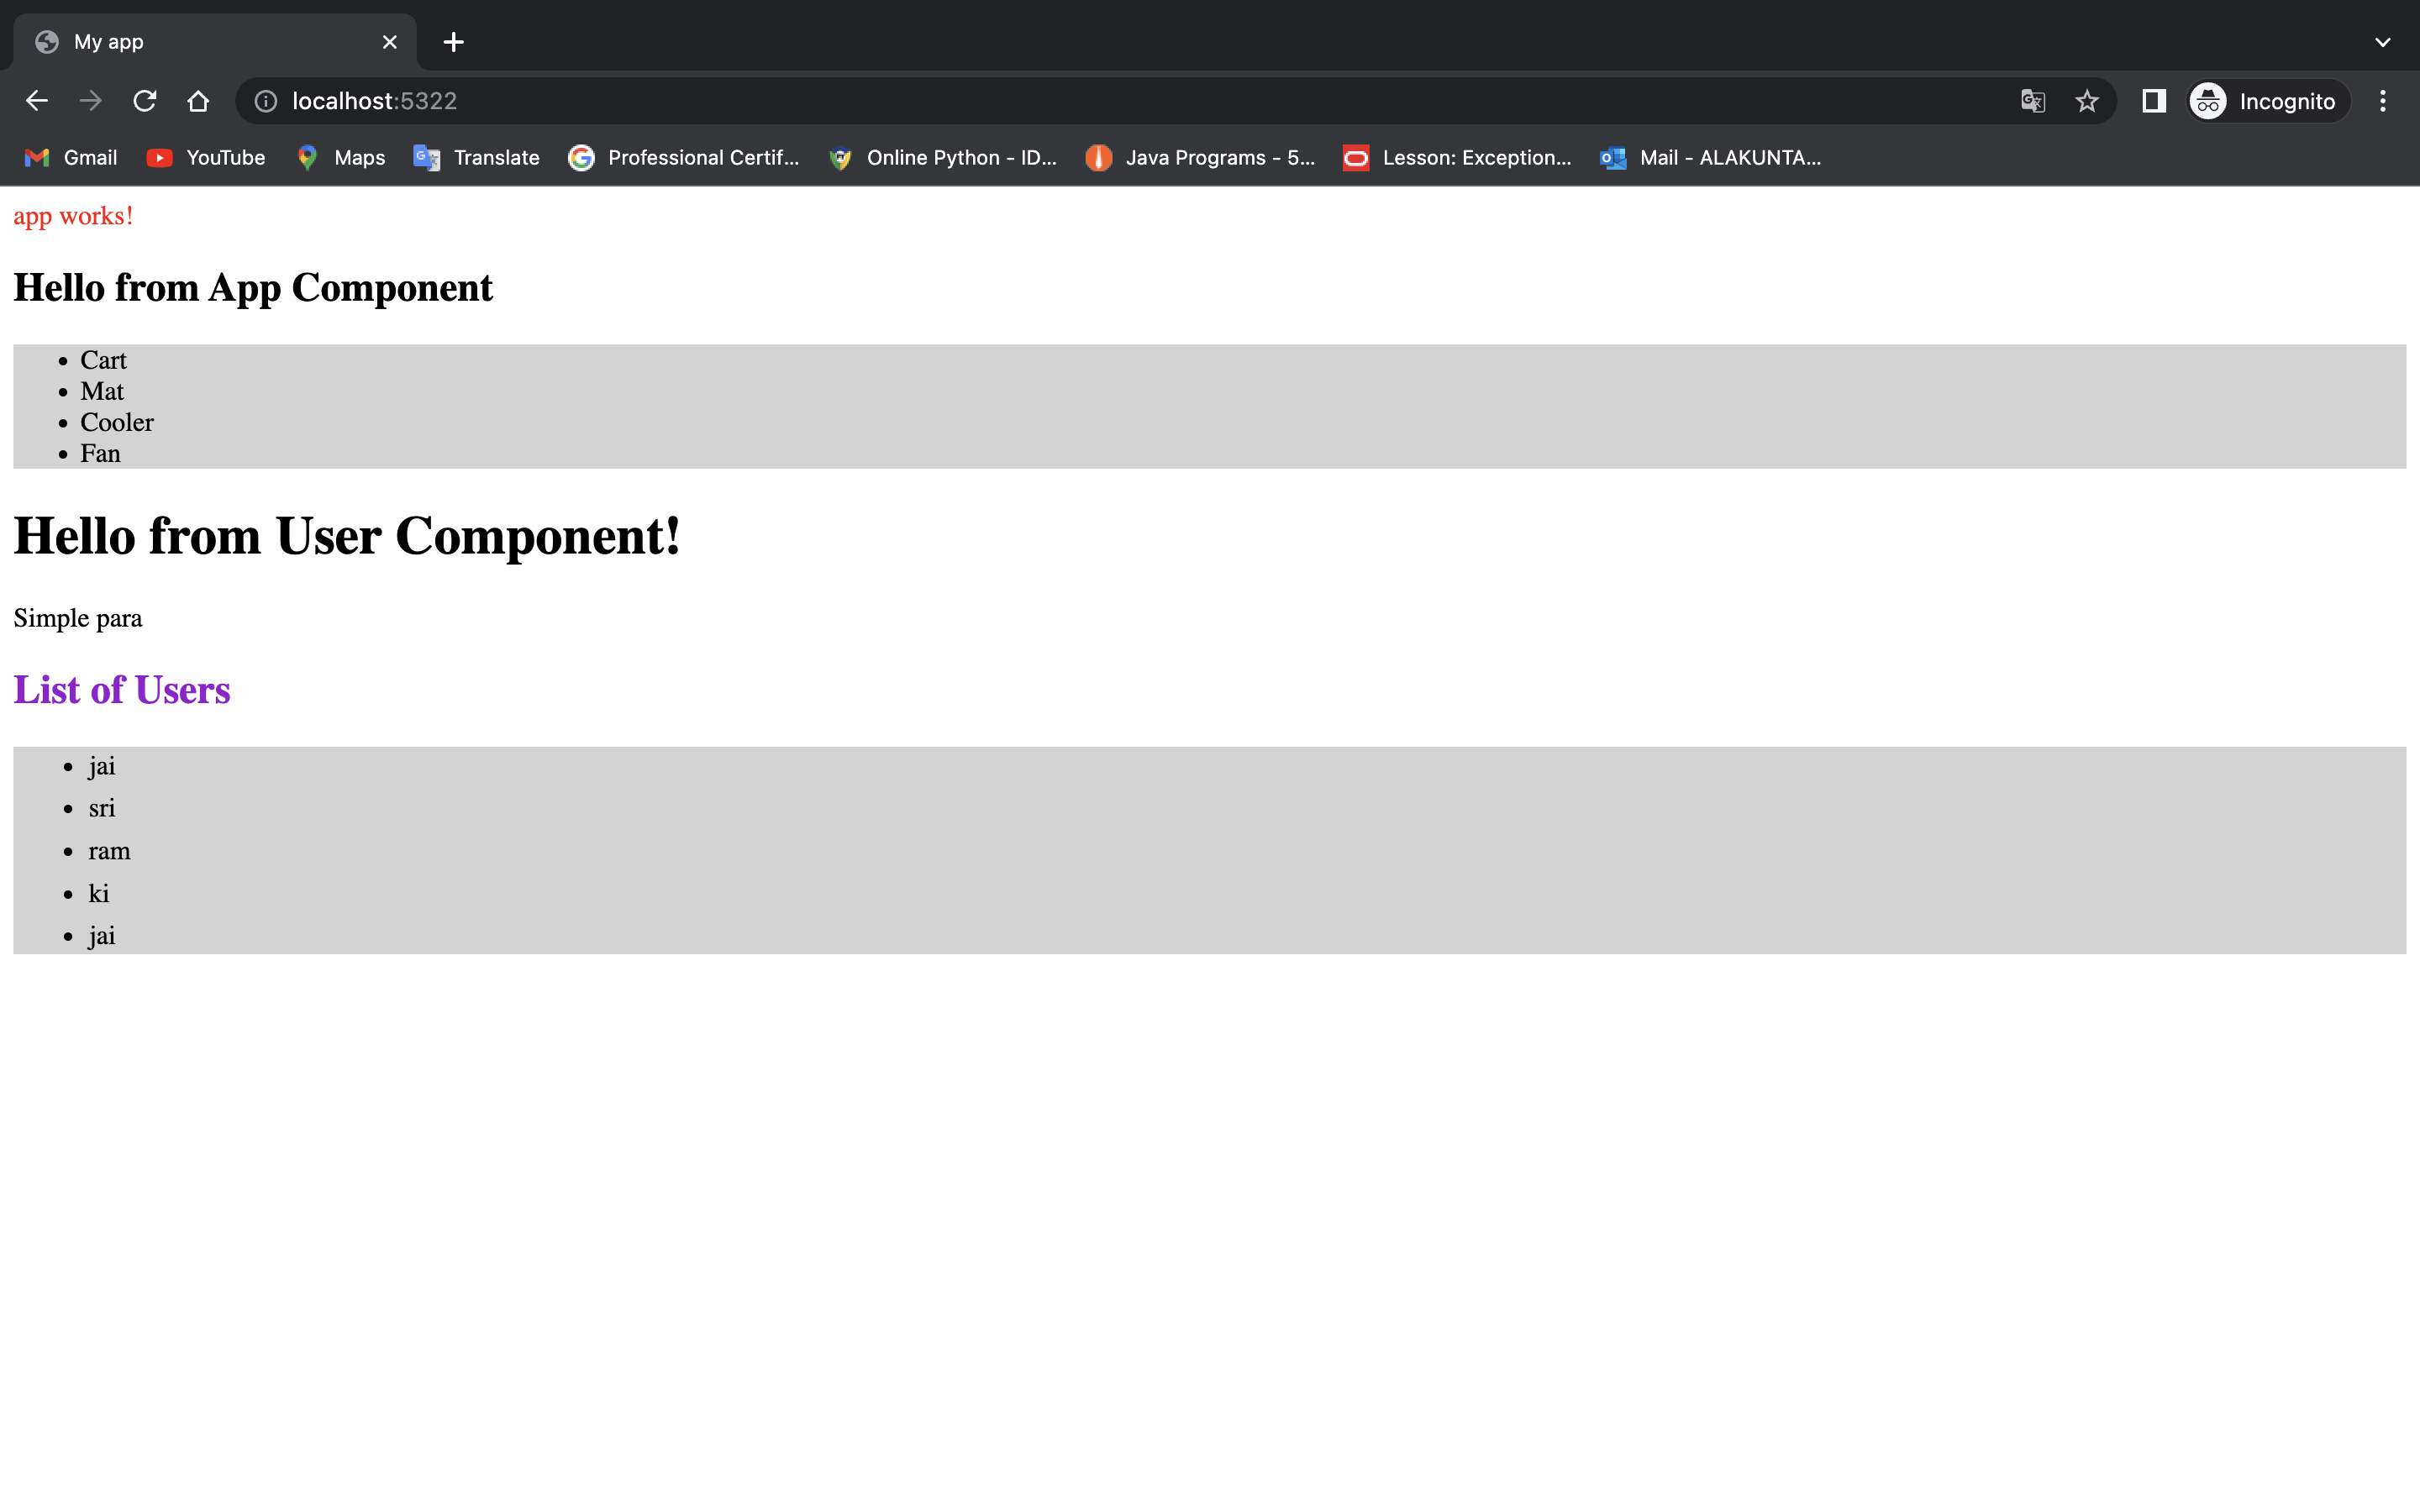 My app
localhost:5322
Incognito
Gmail YouTube Maps Translate Professional Certif... Online Python - ID... Java Programs - 5... Lesson: Exception... Mail - ALAKUNTA...
app works!
Hello from App Component
Cart
Mat
Cooler
Fan
Hello from User Component!
Simple para
List of Users
jai
sri
ram
ki
jai